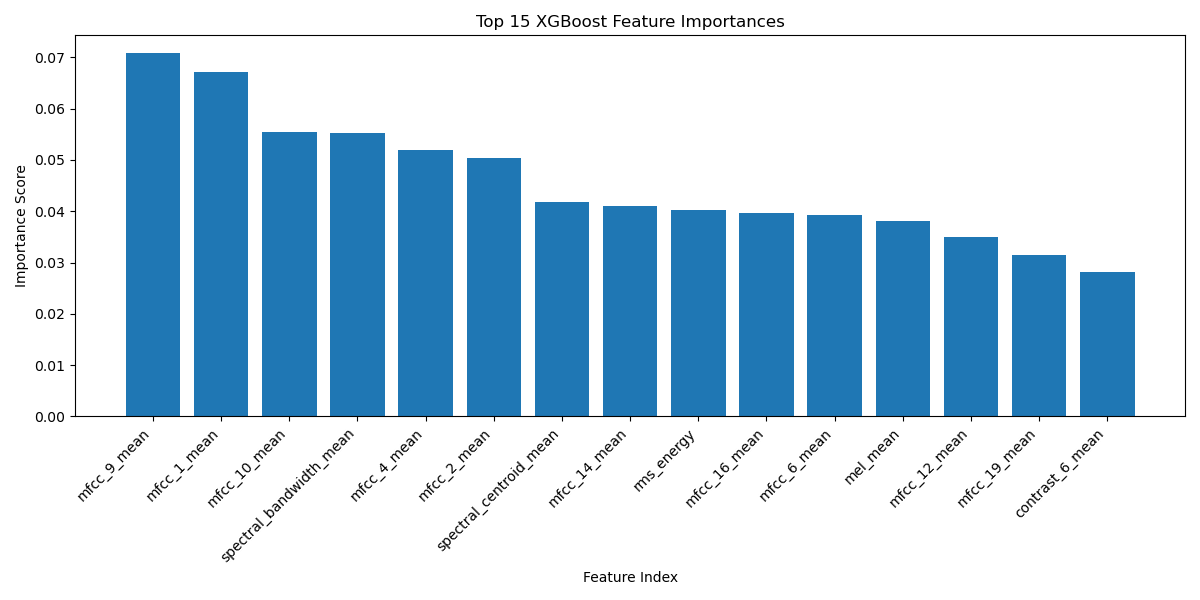 Top 15 XGBoost Feature Importances
Importance Score
0.07
0.06
0.05
0.04
0.03
0.02
0.01
0.00
mfcc_9_mean
mfcc_1_mean
mfcc_10_mean
spectral_bandwidth_mean
mfcc_4_mean
mfcc_2_mean
spectral_centroid_mean
mfcc_14_mean
rms_energy
mfcc_16_mean
mfcc_6_mean
mel_mean
mfcc_12_mean
mfcc_19_mean
contrast_6_mean
Feature Index